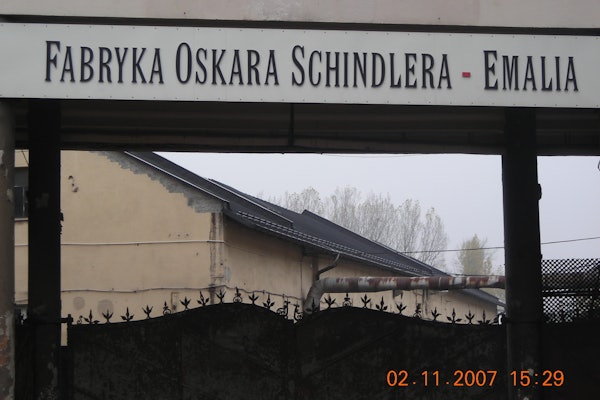 FABRYKA OSKARA SCHINDLERA - EMALIA
02.11.2007 15:29